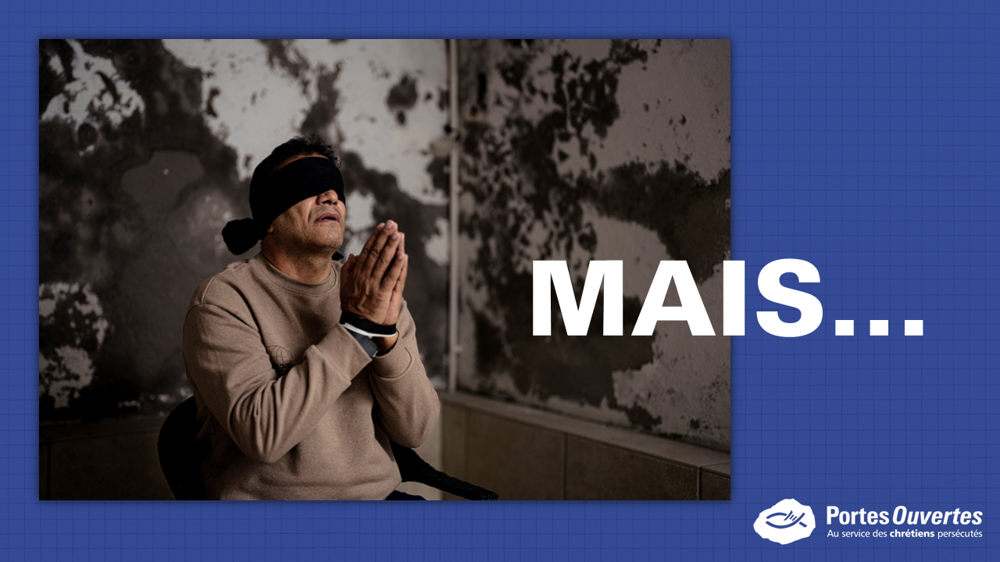 MAIS...
Portes Ouvertes
Au service des chrétiens persécutés